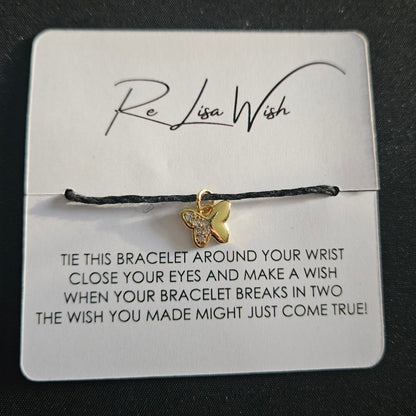 Re Lisa Wish
TIE THIS BRACELET AROUND YOUR WRIST
CLOSE YOUR EYES AND MAKE A WISH
WHEN YOUR BRACELET BREAKS IN TWO
THE WISH YOU MADE MIGHT JUST COME TRUE!